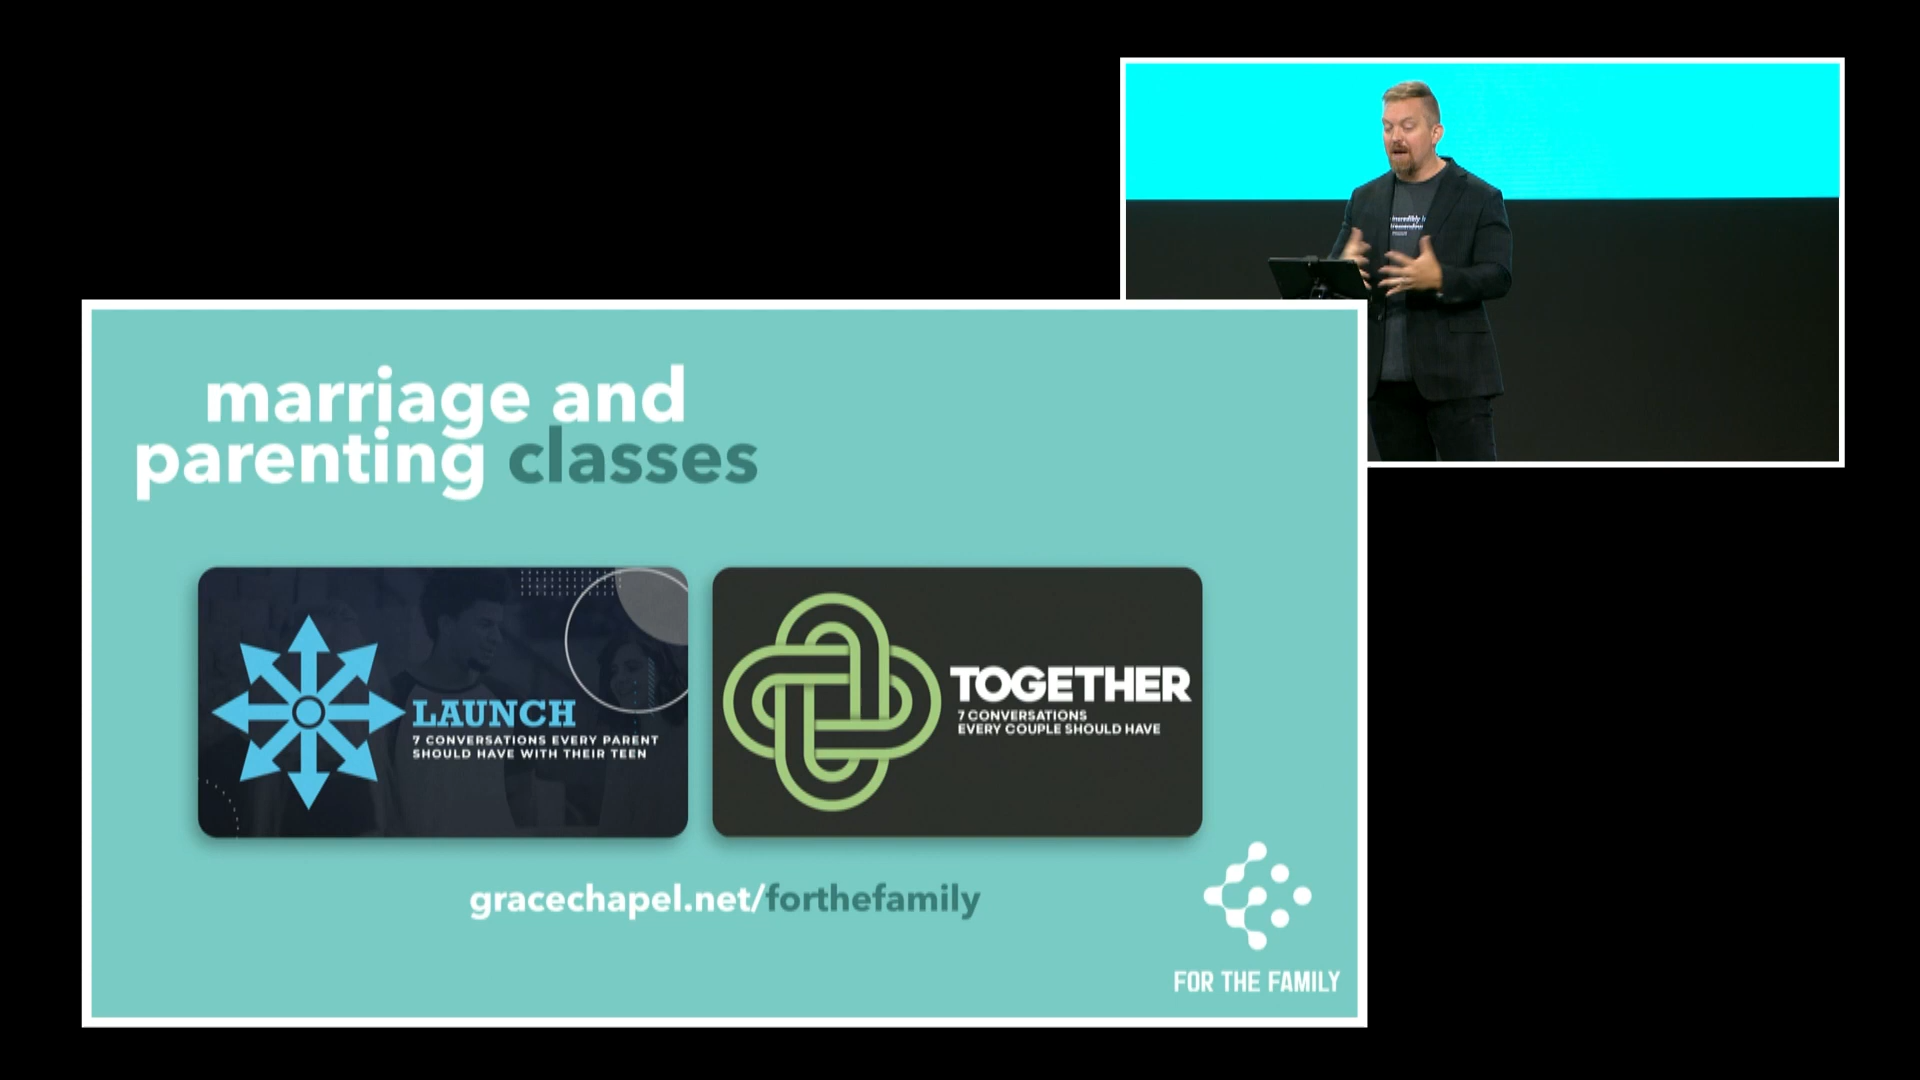 marriage and
parenting classes
LAUNCH
7 CONVERSATIONS EVERY PARENT
SHOULD HAVE WITH THEIR TEEN
TOGETHER
7 CONVERSATIONS
EVERY COUPLE SHOULD HAVE
gracechapel.net/forthefamily
FOR THE FAMILY
incredibly